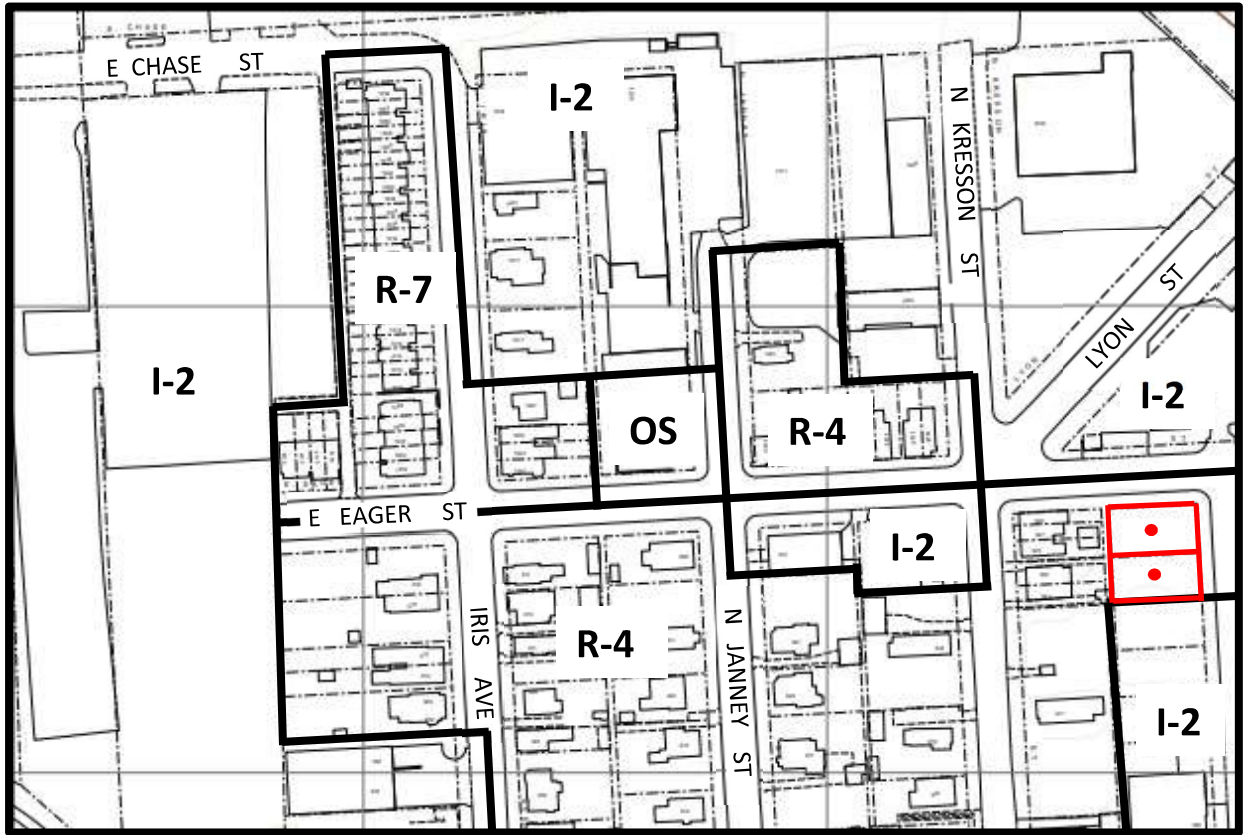 E CHASE ST
I-2
N KRESSON ST
R-7
LYON ST
I-2
I-2
OS
R-4
E EAGER ST
I-2
IRIS AVE
R-4
N JANNEY ST
I-2